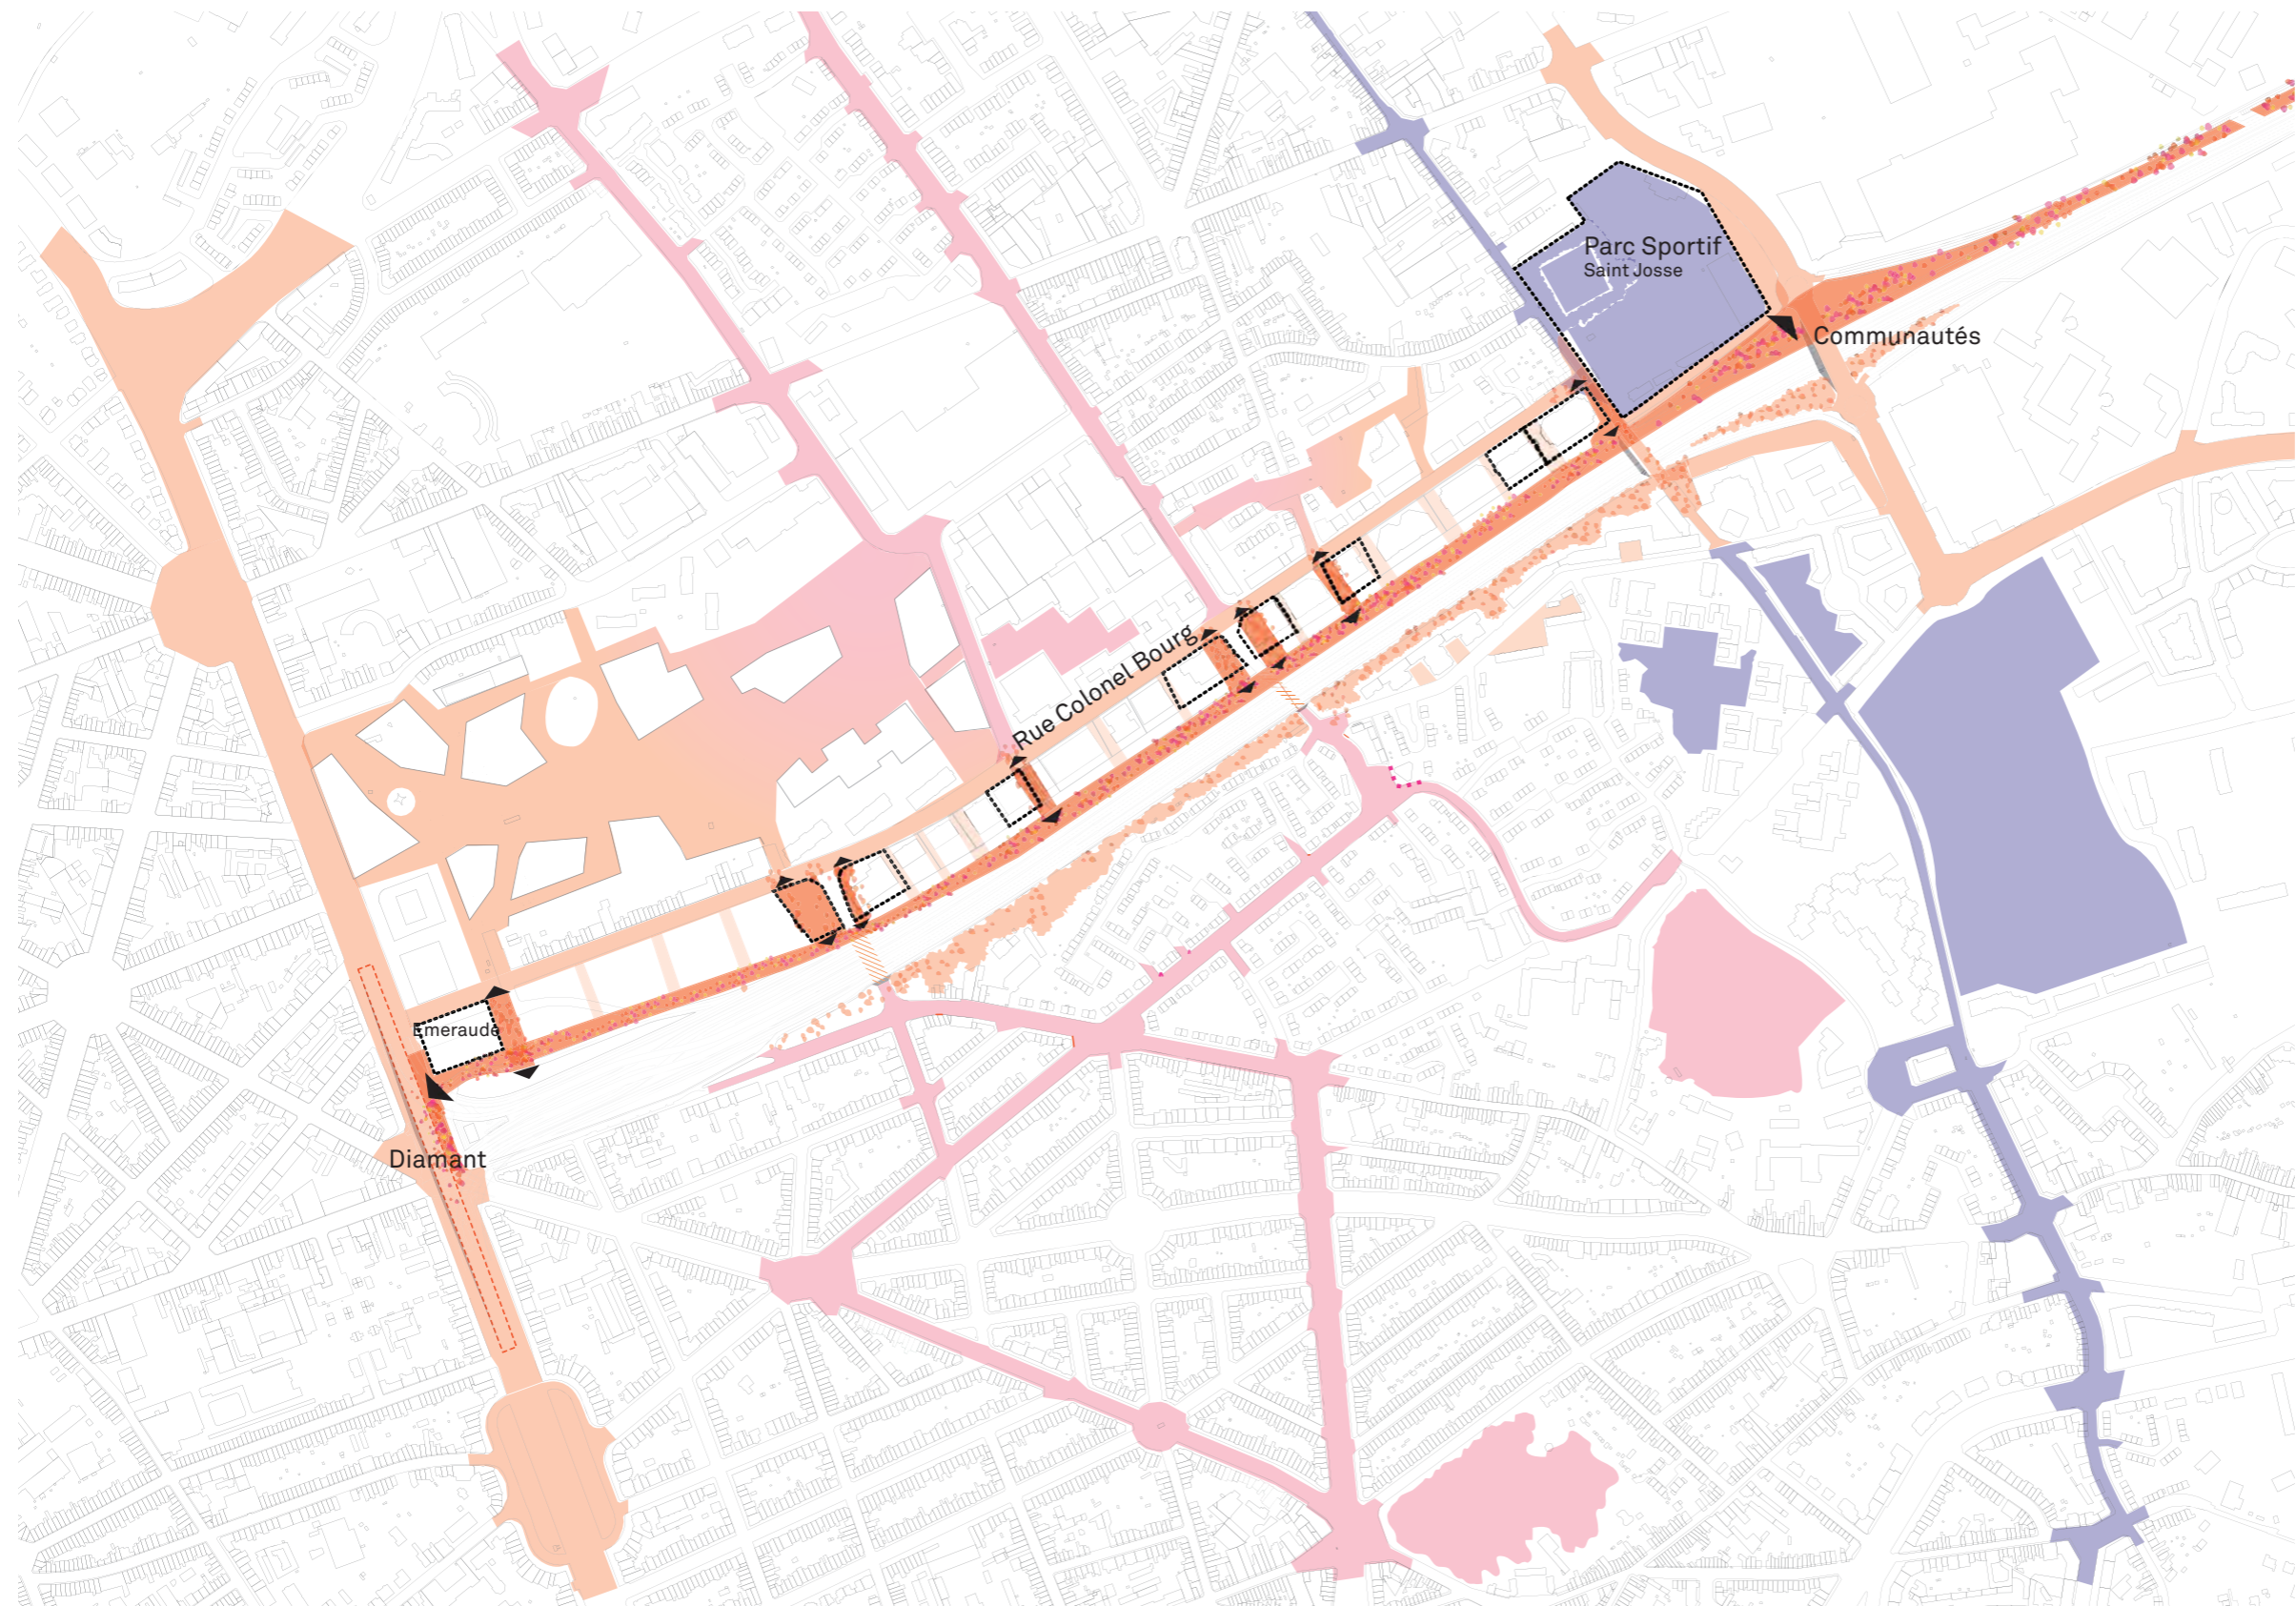 Parc Sportif
Saint Josse
Communautés
Rue Colonel Bourg
Emeraude
Diamant